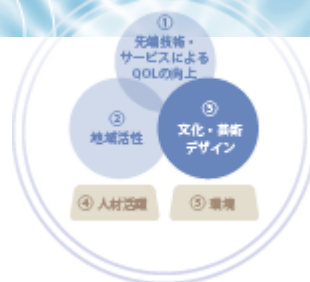 ①
先端技術・
サービスによる
QOLの向上
②
地域活性
③
文化・芸術
デザイン
④ 人材活躍
⑤ 環境